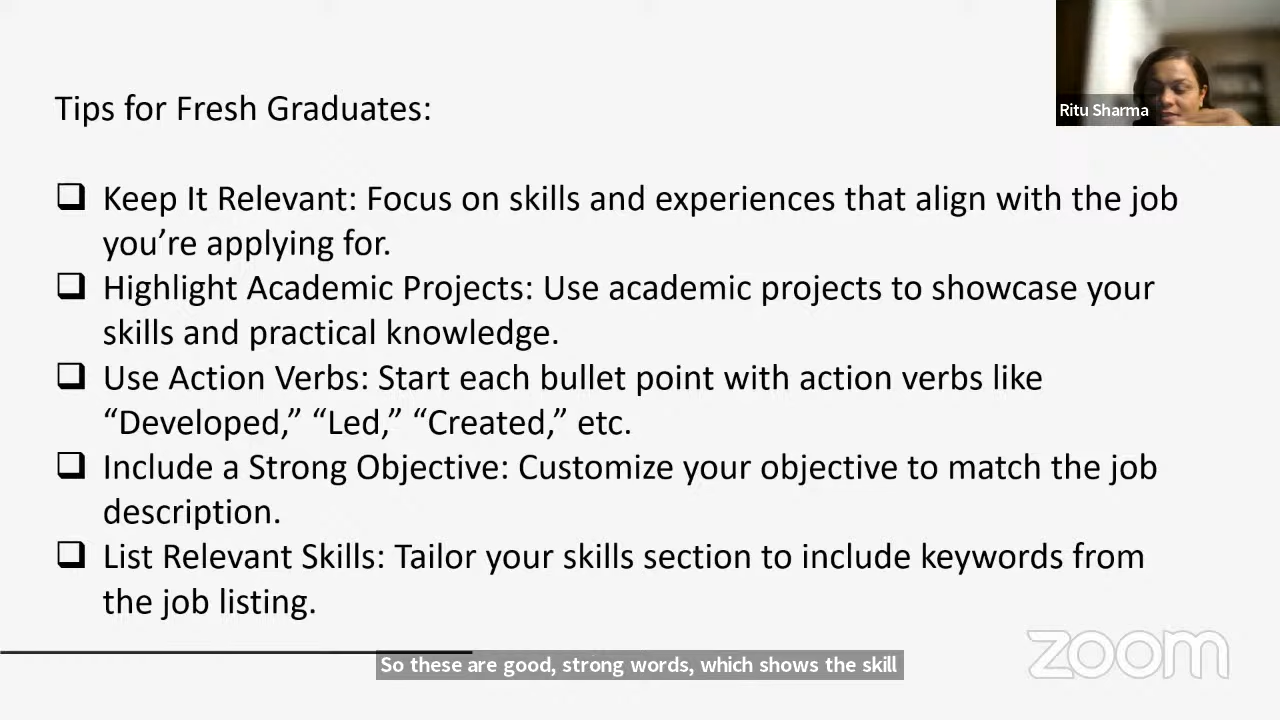 Tips for Fresh Graduates:
Ritu Sharma
Keep It Relevant: Focus on skills and experiences that align with the job
you’re applying for.
Highlight Academic Projects: Use academic projects to showcase your
skills and practical knowledge.
Use Action Verbs: Start each bullet point with action verbs like
“Developed,” “Led,” “Created,” etc.
Include a Strong Objective: Customize your objective to match the job
description.
List Relevant Skills: Tailor your skills section to include keywords from
the job listing.
So these are good, strong words, which shows the skill
zoom